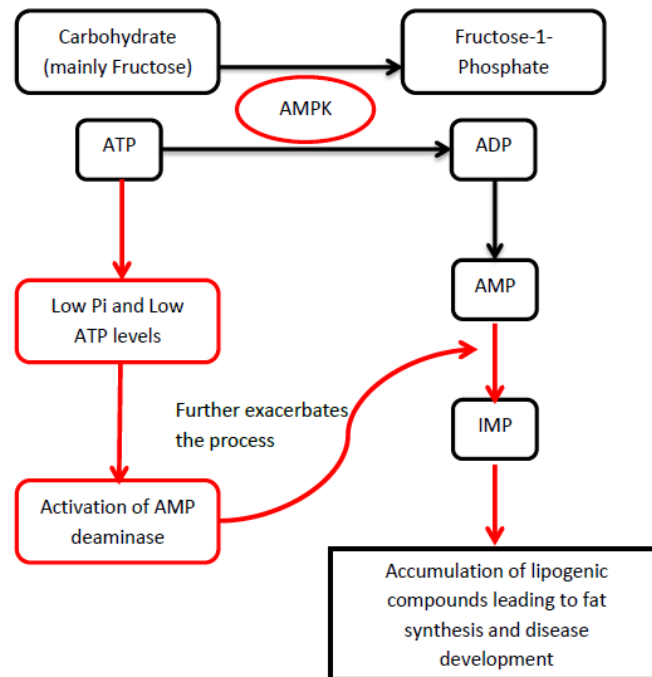 Carbohydrate
(mainly Fructose)
Fructose-1-
Phosphate
AMPK
ATP
ADP
Low Pi and Low
ATP levels
AMP
Further exacerbates
the process
IMP
Activation of AMP
deaminase
Accumulation of lipogenic
compounds leading to fat
synthesis and disease
development